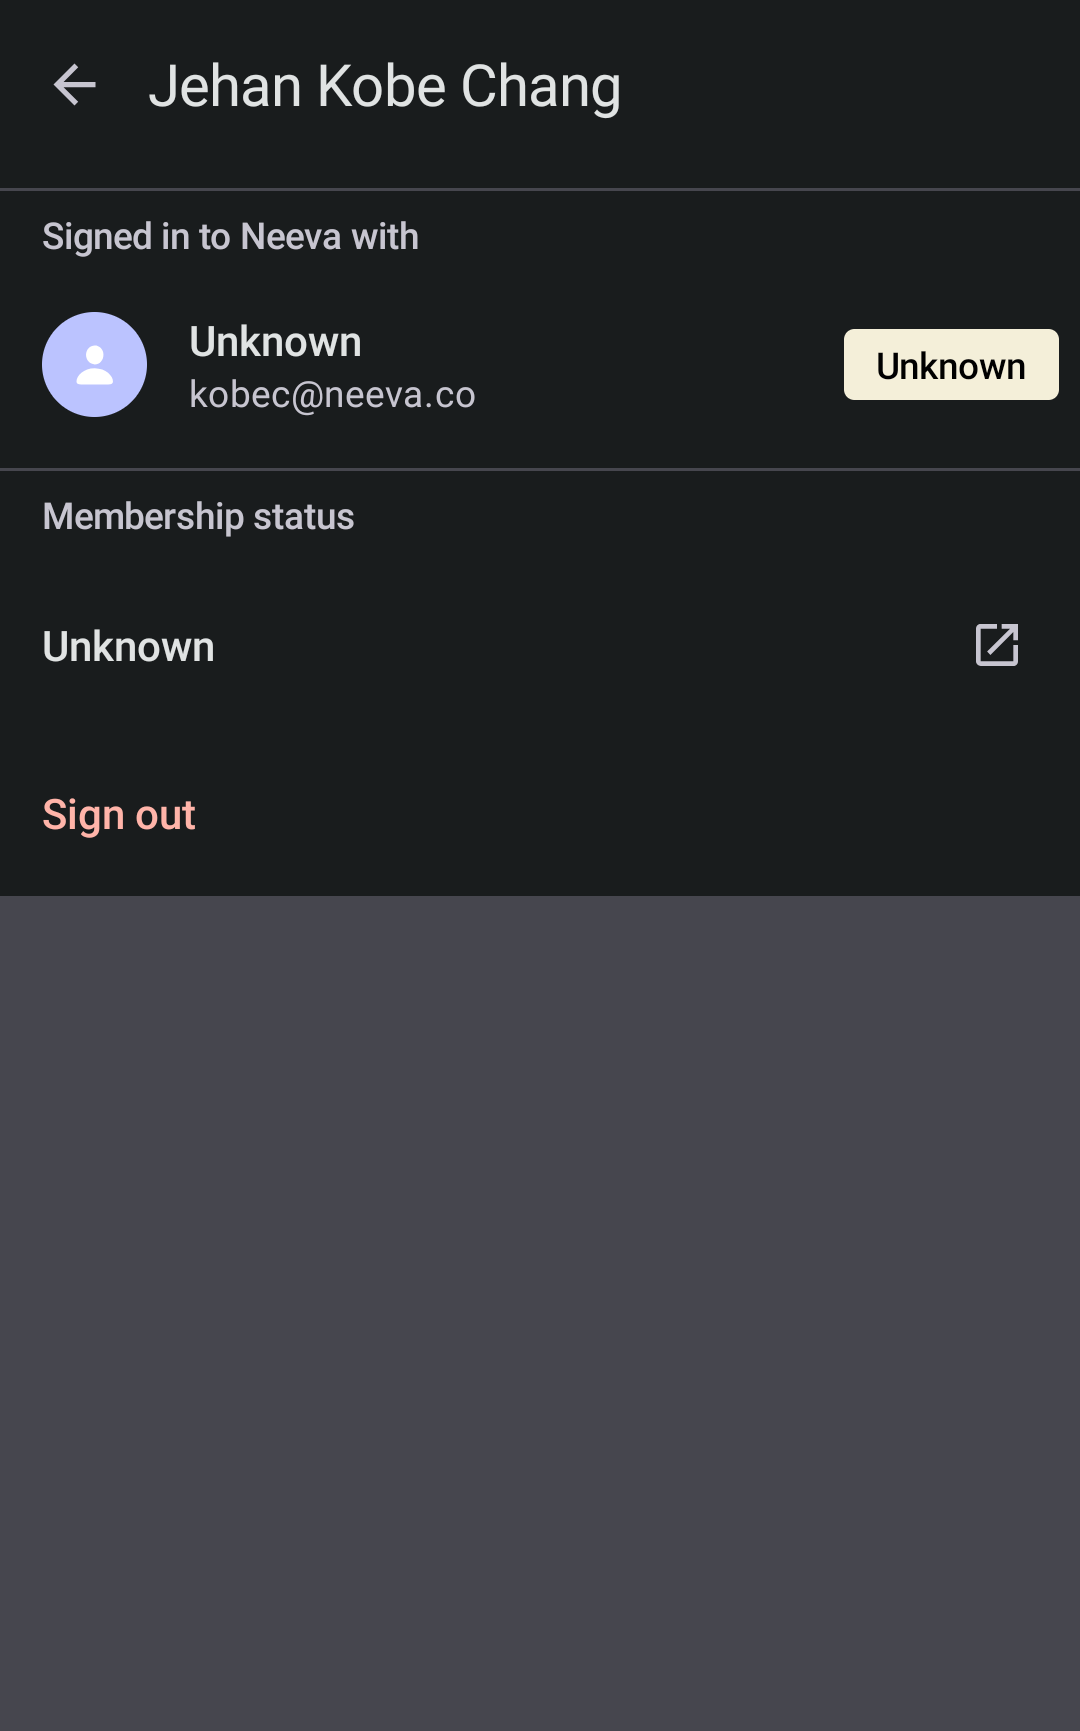 Jehan Kobe Chang
Signed in to Neeva with
Unknown
kobec@neeva.co
Unknown
Membership status
Unknown
Sign out